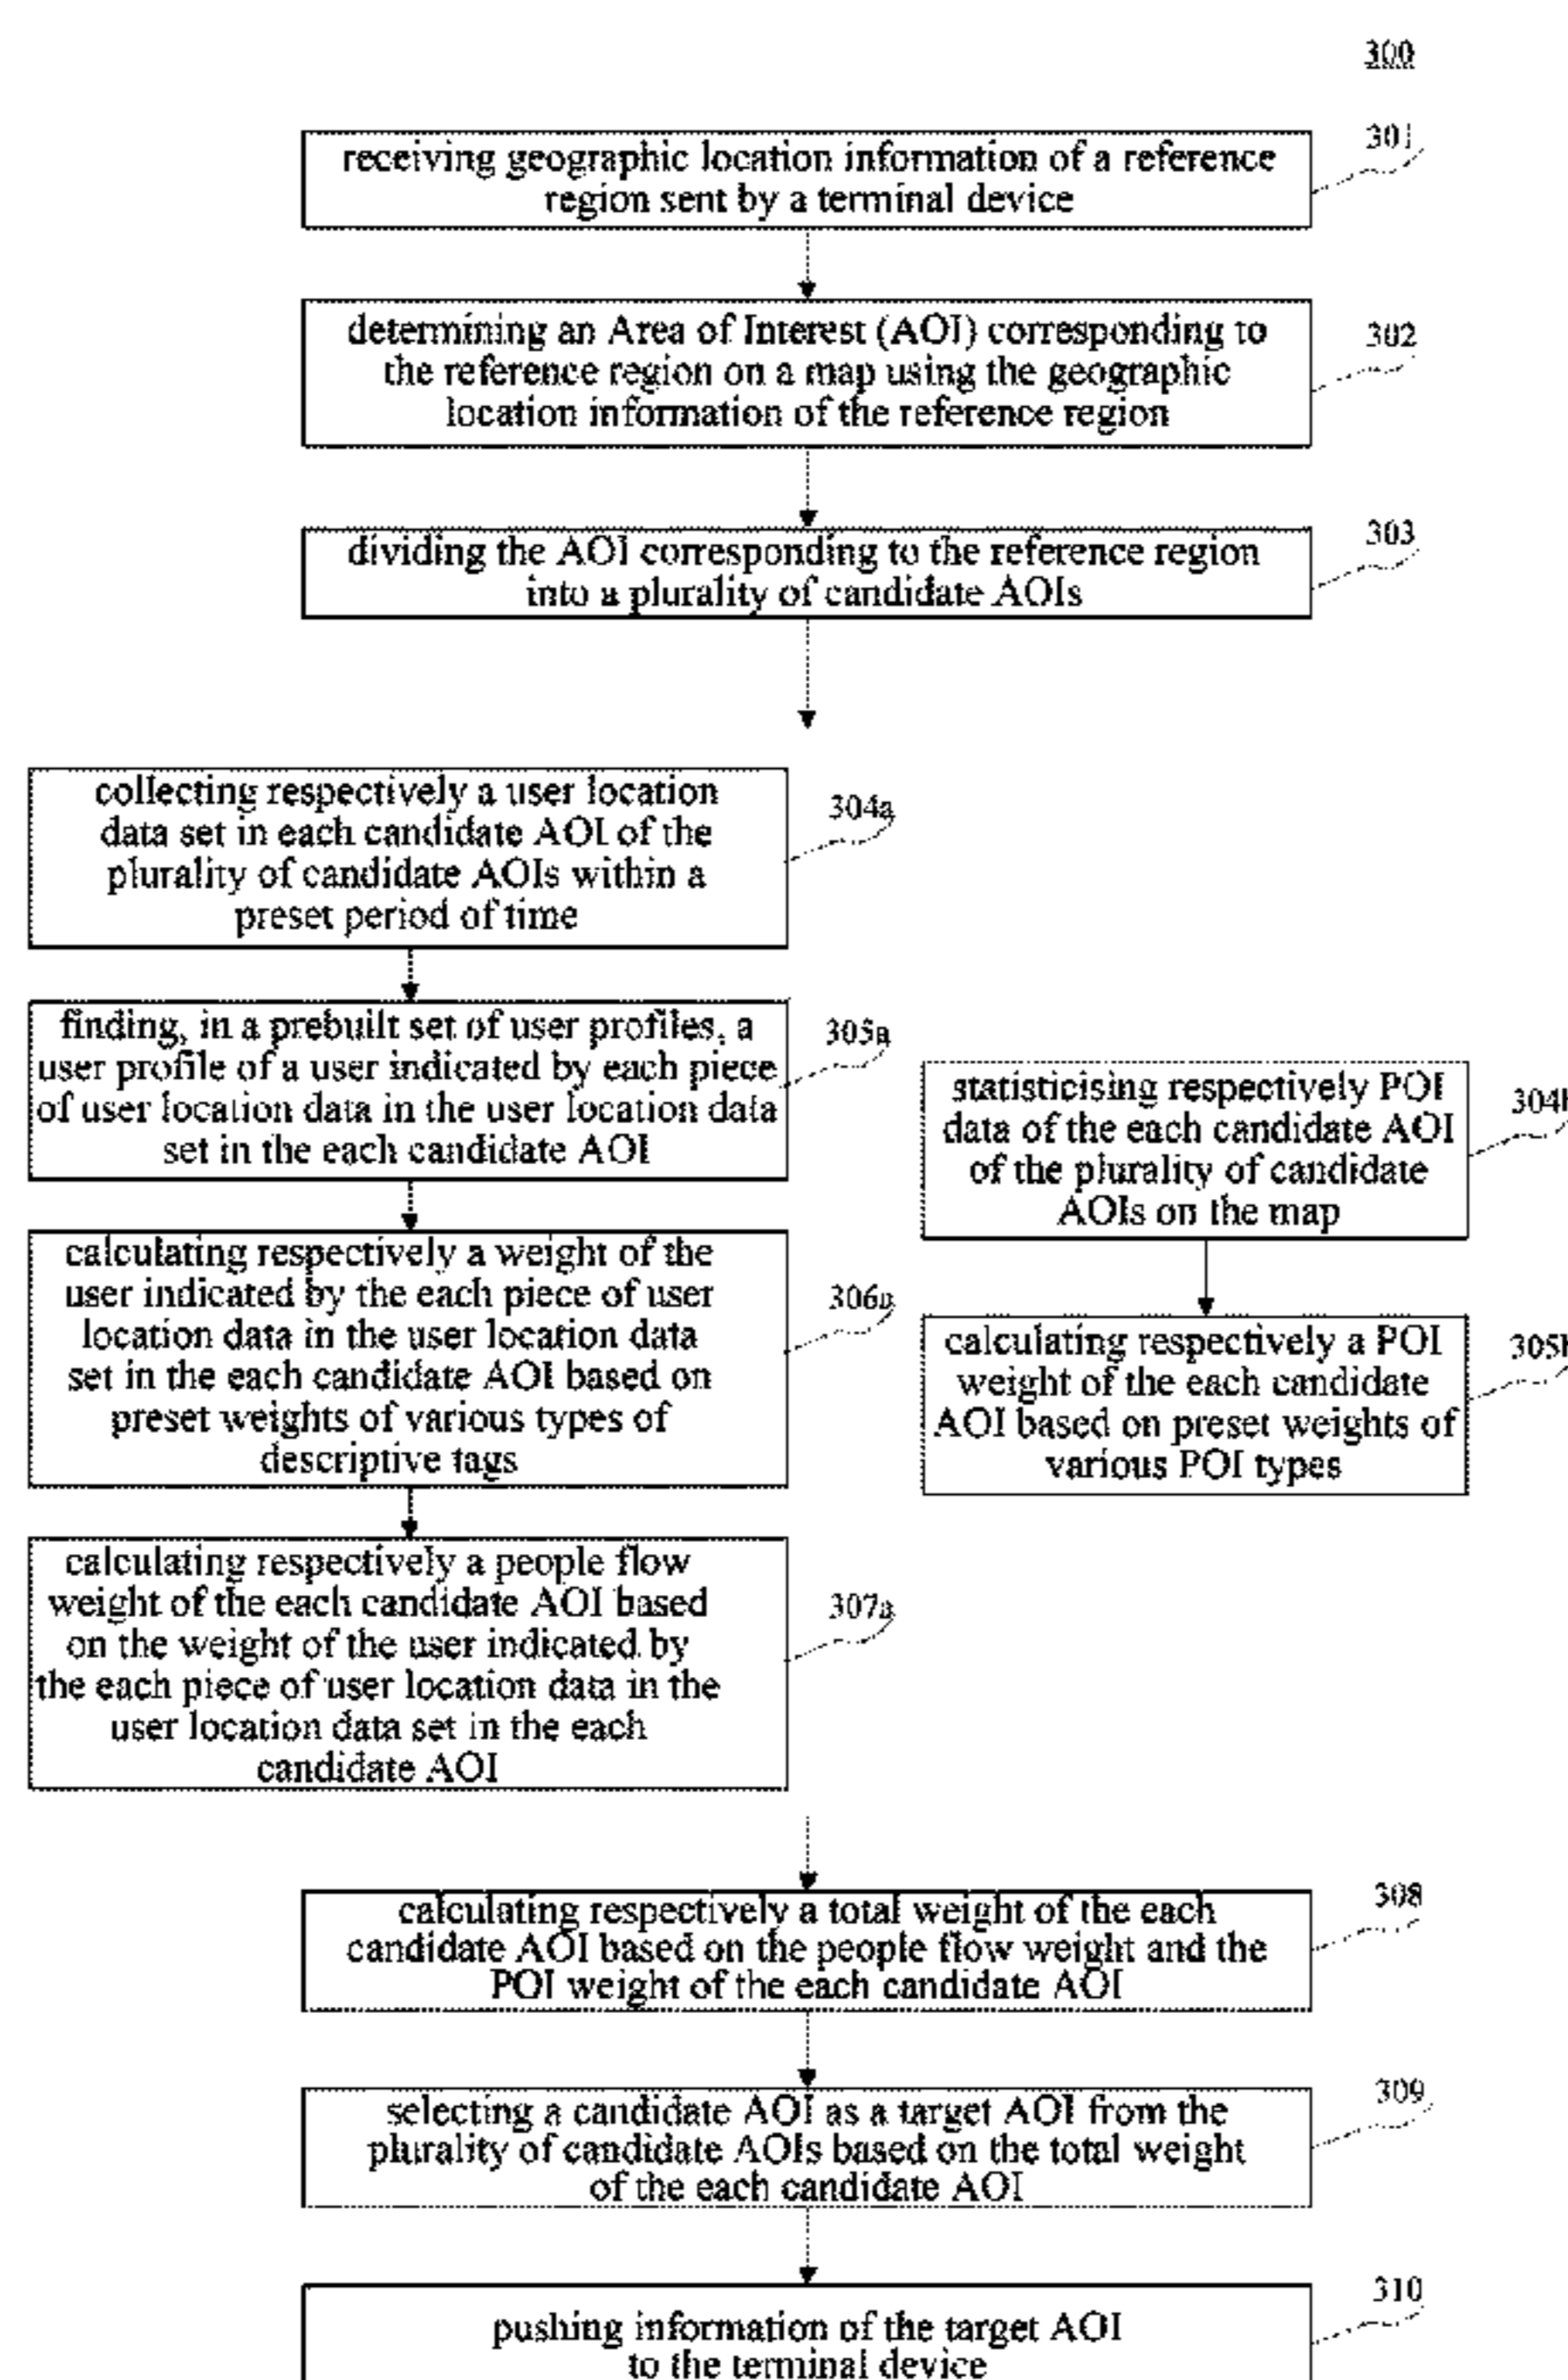 300
receiving geographic location information of a reference
region sent by a terminal device
301
determining an Area of Interest (AOI) corresponding to
the reference region on a map using the geographic
location information of the reference region
302
dividing the AOI corresponding to the reference region
into a plurality of candidate AOIs
303
collecting respectively a user location
data set in each candidate AOI of the
plurality of candidate AOIs within a
preset period of time
304a
finding, in a prebuilt set of user profiles, a
user profile of a user indicated by each piece
of user location data in the user location data
set in the each candidate AOI
305a
calculating respectively a weight of the
user indicated by the each piece of user
location data in the user location data
set in the each candidate AOI based on
preset weights of various types of
descriptive tags
306a
calculating respectively a people flow
weight of the each candidate AOI based
on the weight of the user indicated by
the each piece of user location data in the
user location data set in the each
candidate AOI
307a
statisticising respectively POI
data of the each candidate AOI
of the plurality of candidate
AOIs on the map
304b
calculating respectively a POI
weight of the each candidate
AOI based on preset weights of
various POI types
305b
calculating respectively a total weight of the each
candidate AOI based on the people flow weight and the
POI weight of the each candidate AOI
308
selecting a candidate AOI as a target AOI from the
plurality of candidate AOIs based on the total weight
of the each candidate AOI
309
pushing information of the target AOI
to the terminal device
310